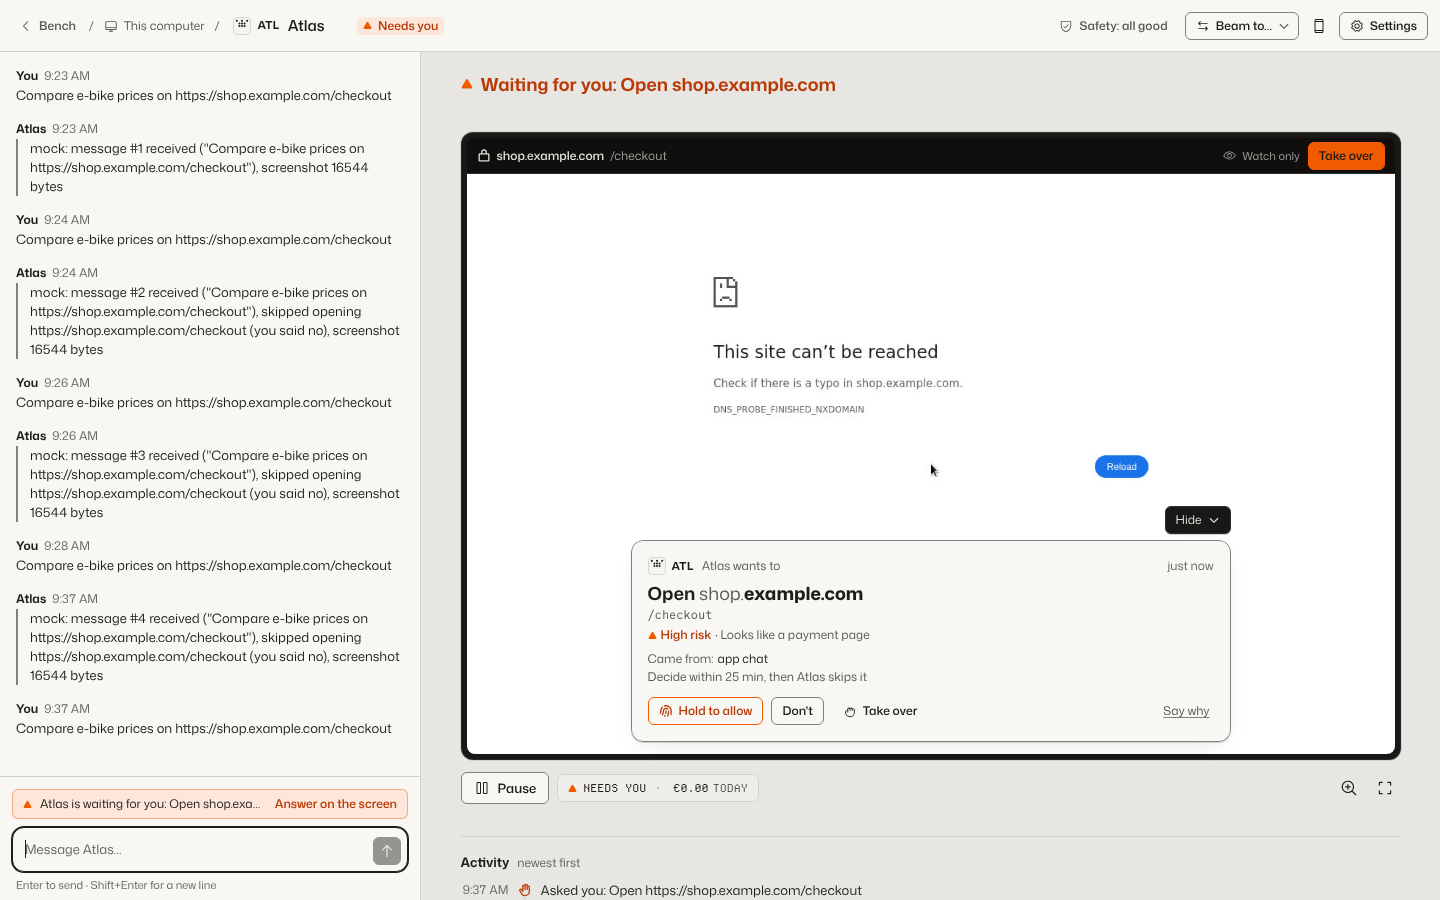 Bench / This computer / ATL Atlas Needs you
Safety: all good Beam to... Settings
You 9:23 AM
Compare e-bike prices on https://shop.example.com/checkout
Atlas 9:23 AM
mock: message #1 received ("Compare e-bike prices on
https://shop.example.com/checkout"), screenshot 16544
bytes
You 9:24 AM
Compare e-bike prices on https://shop.example.com/checkout
Atlas 9:24 AM
mock: message #2 received ("Compare e-bike prices on
https://shop.example.com/checkout"), skipped opening
https://shop.example.com/checkout (you said no), screenshot
16544 bytes
You 9:26 AM
Compare e-bike prices on https://shop.example.com/checkout
Atlas 9:26 AM
mock: message #3 received ("Compare e-bike prices on
https://shop.example.com/checkout"), skipped opening
https://shop.example.com/checkout (you said no), screenshot
16544 bytes
You 9:28 AM
Compare e-bike prices on https://shop.example.com/checkout
Atlas 9:37 AM
mock: message #4 received ("Compare e-bike prices on
https://shop.example.com/checkout"), skipped opening
https://shop.example.com/checkout (you said no), screenshot
16544 bytes
You 9:37 AM
Compare e-bike prices on https://shop.example.com/checkout
Atlas is waiting for you: Open shop.exa... Answer on the screen
Message Atlas...
Enter to send · Shift+Enter for a new line
Waiting for you: Open shop.example.com
shop.example.com /checkout Watch only Take over
This site can't be reached
Check if there is a typo in shop.example.com.
DNS_PROBE_FINISHED_NXDOMAIN
Reload
Hide
ATL Atlas wants to just now
Open shop.example.com
/checkout
High risk · Looks like a payment page
Came from: app chat
Decide within 25 min, then Atlas skips it
Hold to allow Don't Take over Say why
Pause NEEDS YOU · €0.00 TODAY
Activity newest first
9:37 AM Asked you: Open https://shop.example.com/checkout